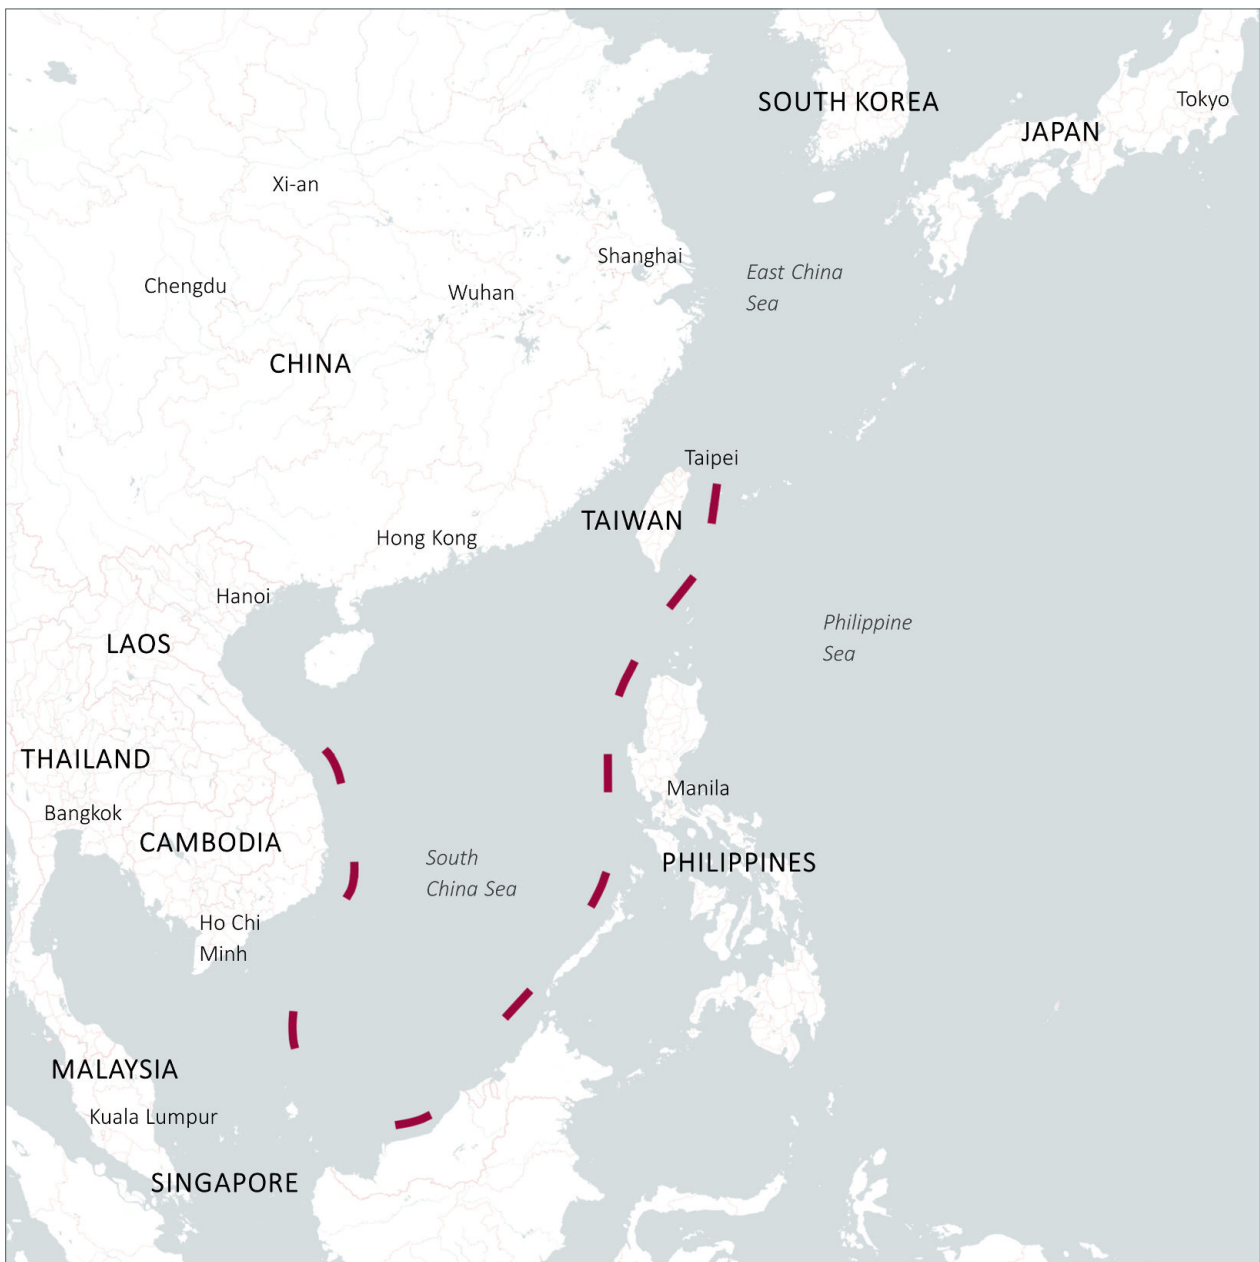 SOUTH KOREA
Tokyo
JAPAN
Xi-an
Shanghai
East China
Sea
Chengdu
Wuhan
CHINA
Taipei
TAIWAN
Hong Kong
Hanoi
Philippine
Sea
LAOS
THAILAND
Manila
Bangkok
CAMBODIA
South
China Sea
PHILIPPINES
Ho Chi
Minh
MALAYSIA
Kuala Lumpur
SINGAPORE